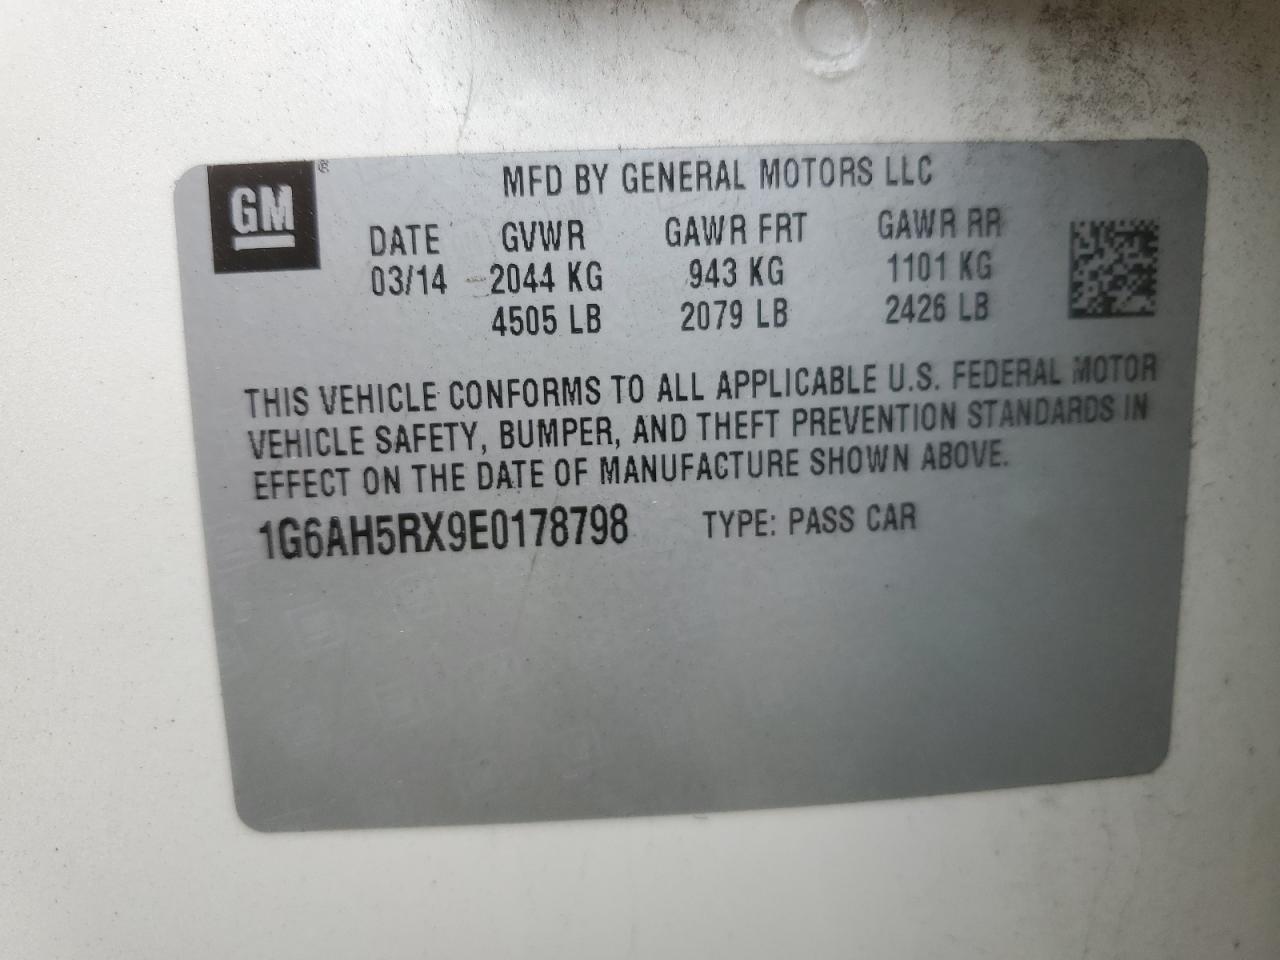 GM ®
MFD BY GENERAL MOTORS LLC
DATE GVWR GAWR FRT GAWR RR
03/14 2044 KG 943 KG 1101 KG
4505 LB 2079 LB 2426 LB
THIS VEHICLE CONFORMS TO ALL APPLICABLE U.S. FEDERAL MOTOR
VEHICLE SAFETY, BUMPER, AND THEFT PREVENTION STANDARDS IN
EFFECT ON THE DATE OF MANUFACTURE SHOWN ABOVE.
1G6AH5RX9E0178798 TYPE: PASS CAR